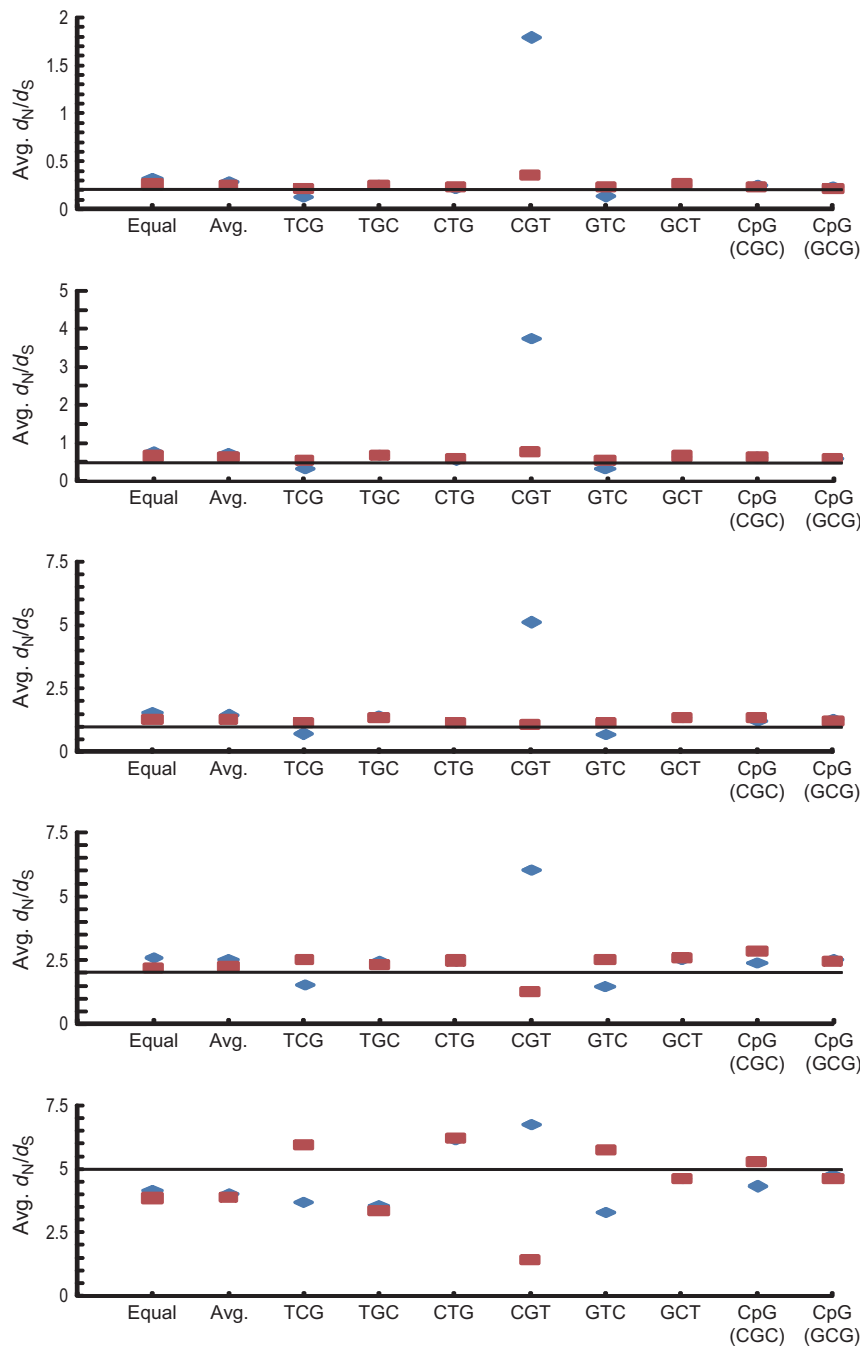 Avg. dN/dS
2
1.5
1
0.5
0
Equal Avg. TCG TGC CTG CGT GTC GCT CpG CpG
(CGC) (GCG)
Avg. dN/dS
5
4
3
2
1
0
Equal Avg. TCG TGC CTG CGT GTC GCT CpG CpG
(CGC) (GCG)
Avg. dN/dS
7.5
5
2.5
0
Equal Avg. TCG TGC CTG CGT GTC GCT CpG CpG
(CGC) (GCG)
Avg. dN/dS
7.5
5
2.5
0
Equal Avg. TCG TGC CTG CGT GTC GCT CpG CpG
(CGC) (GCG)
Avg. dN/dS
7.5
5
2.5
0
Equal Avg. TCG TGC CTG CGT GTC GCT CpG CpG
(CGC) (GCG)